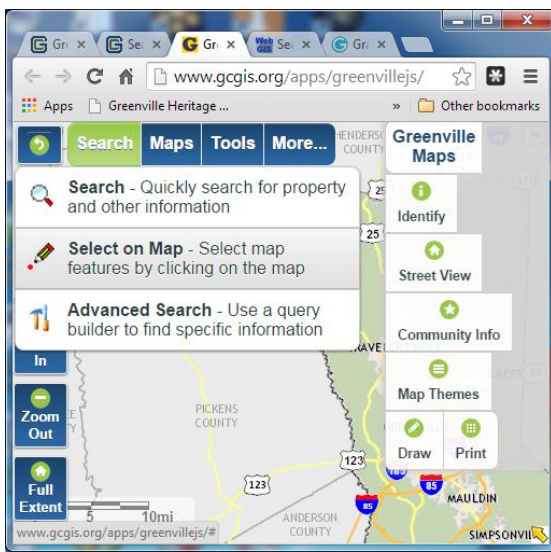 Gr
Se
Gr
Web
GIS
Se
Gr
www.gcgis.org/apps/greenvillejs/
Apps
Greenville Heritage ...
»
Other bookmarks
Search
Maps
Tools
More...
COUNTY
Greenville
Maps
Search - Quickly search for property
and other information
Identify
25
Select on Map - Select map
features by clicking on the map
Street View
Advanced Search - Use a query
builder to find specific information
Community Info
In
Map Themes
Zoom
Out
PICKENS
COUNTY
Draw
Print
123
123
85
85
Full
Extent
5
10mi
MAULDIN
ANDERSON
COUNTY
www.gcgis.org/apps/greenvillejs/#
SIMPSONVIL